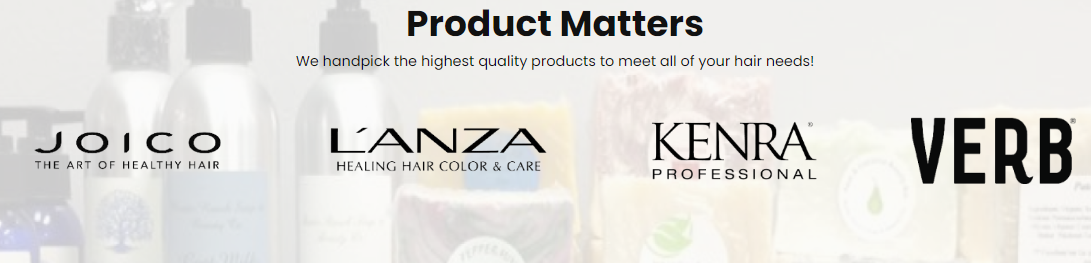 Product Matters
We handpick the highest quality products to meet all of your hair needs!
JOICO
THE ART OF HEALTHY HAIR
L'ANZA
HEALING HAIR COLOR & CARE
KENRA®
PROFESSIONAL
VERB®
PEPPERMINT